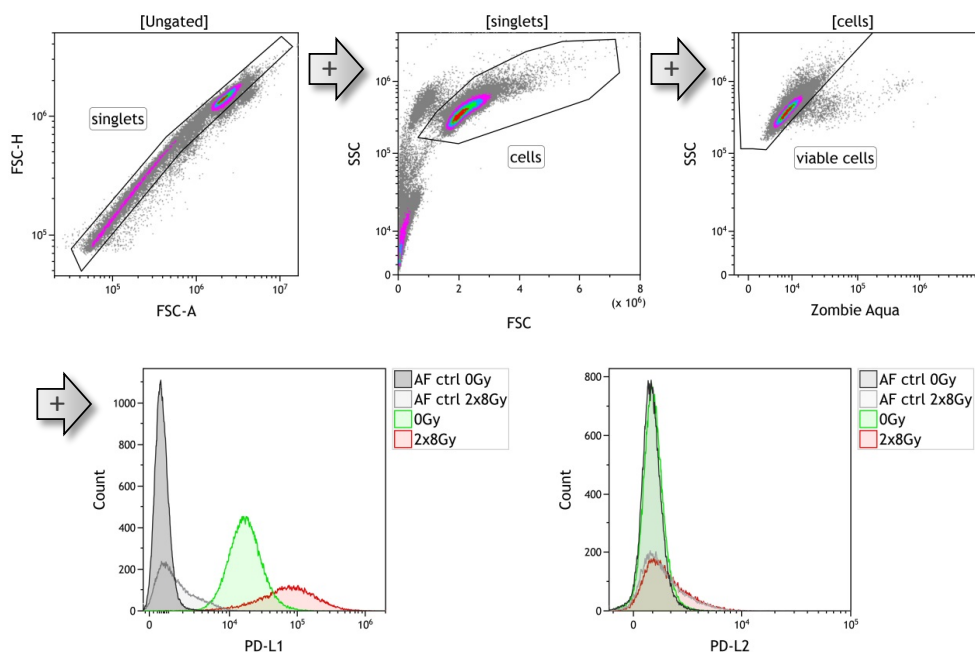 [Ungated]
FSC-H
10⁶
10⁵
singlets
10⁵
10⁶
10⁷
FSC-A
+
[singlets]
SSC
10⁶
10⁵
10⁴
0
cells
0
2
4
6
8
(x 10⁶)
FSC
+
[cells]
SSC
10⁶
10⁵
10⁴
0
viable cells
0
10⁴
10⁵
10⁶
Zombie Aqua
+
Count
1000
800
600
400
200
0
0
10⁴
10⁵
10⁶
PD-L1
AF ctrl 0Gy
AF ctrl 2x8Gy
0Gy
2x8Gy
Count
800
600
400
200
0
0
10⁵
PD-L2
AF ctrl 0Gy
AF ctrl 2x8Gy
0Gy
2x8Gy